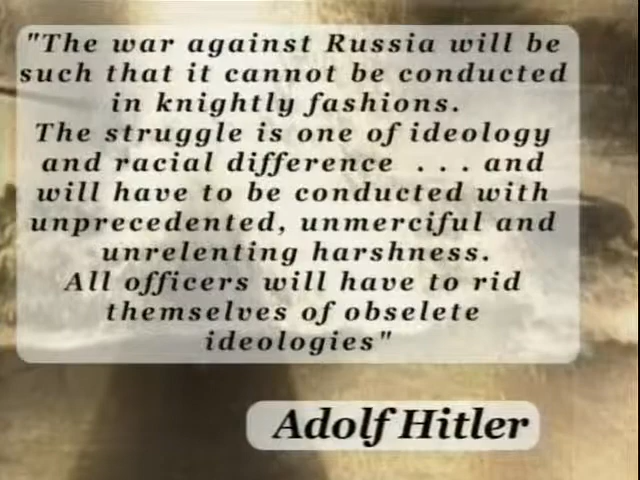 "The war against Russia will be
such that it cannot be conducted
in knightly fashions.
The struggle is one of ideology
and racial difference . . . and
will have to be conducted with
unprecedented, unmerciful and
unrelenting harshness.
All officers will have to rid
themselves of obselete
ideologies"
Adolf Hitler